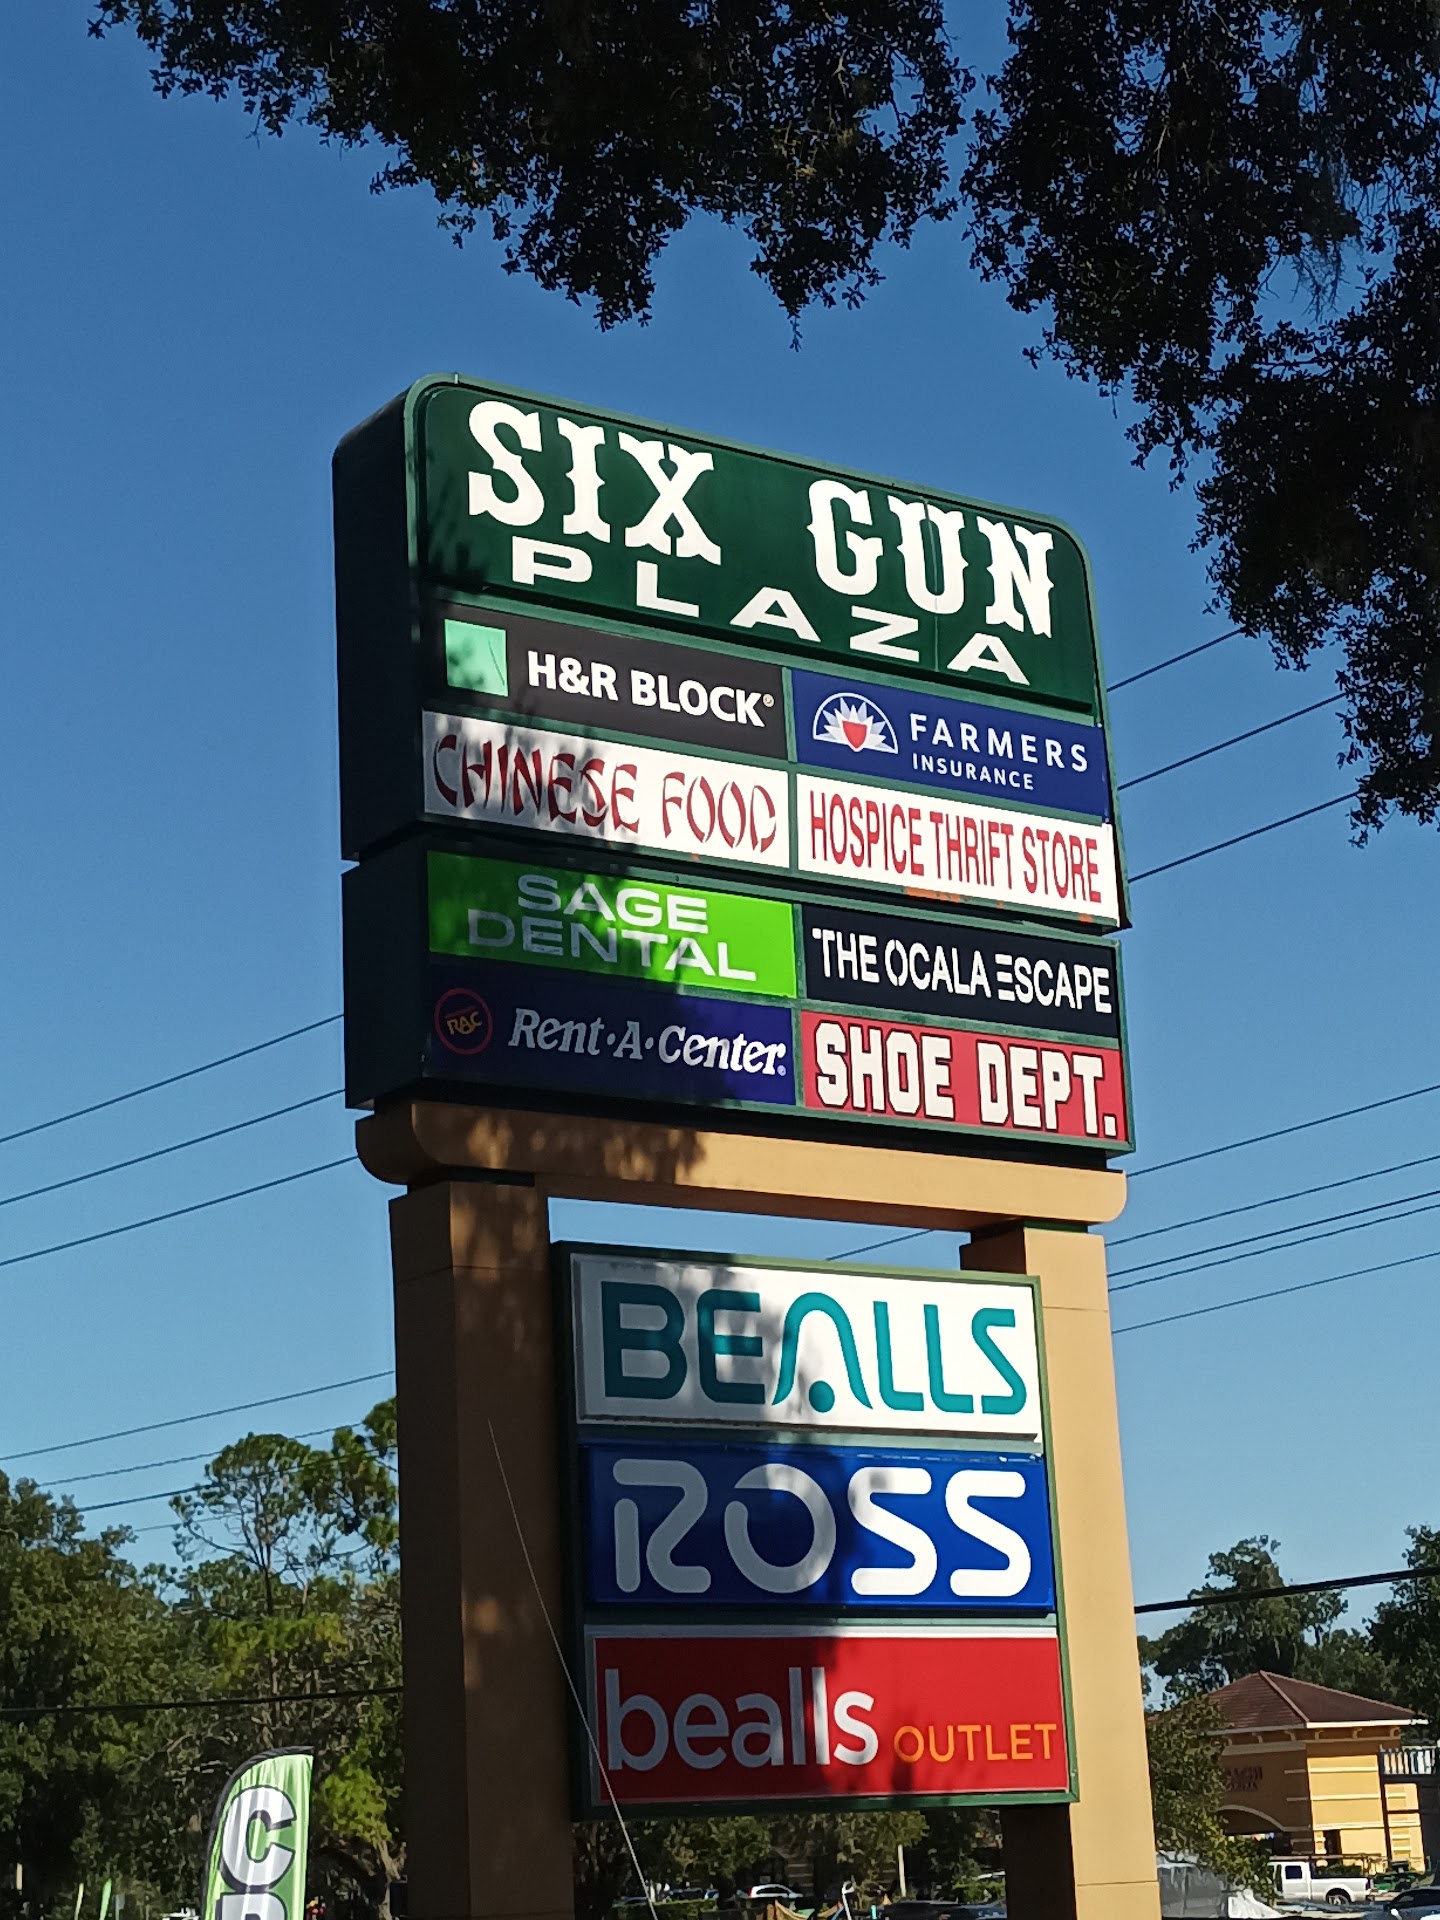 SIX GUN
PLAZA
H&R BLOCK®
FARMERS
INSURANCE
CHINESE FOOD
HOSPICE THRIFT STORE
SAGE
DENTAL
THE OCALA ESCAPE
RAC
Rent-A-Center®
SHOE DEPT.
BEALLS
ROSS
bealls OUTLET
C